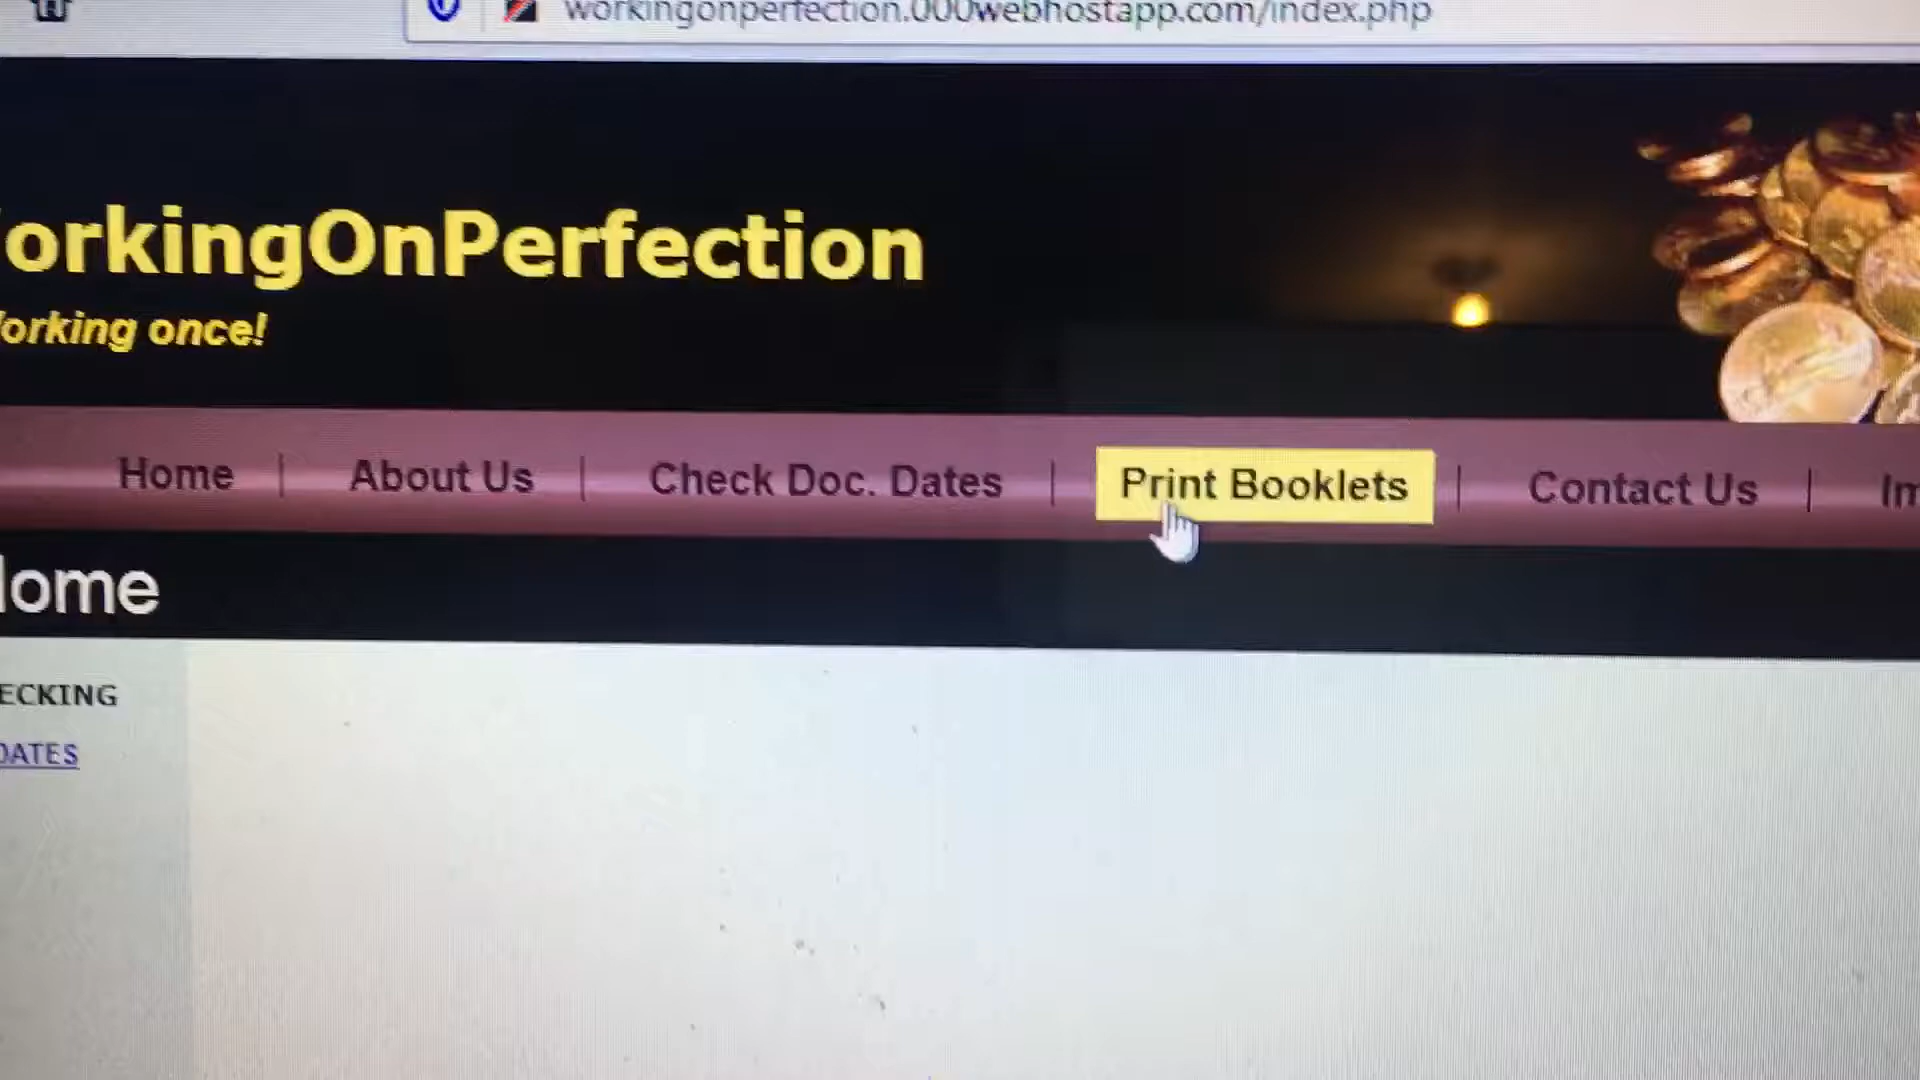 workingonperfection.000webhostapp.com/index.php
orkingOnPerfection
orking once!
Home | About Us | Check Doc. Dates | Print Booklets | Contact Us | Im
ome
ECKING
DATES